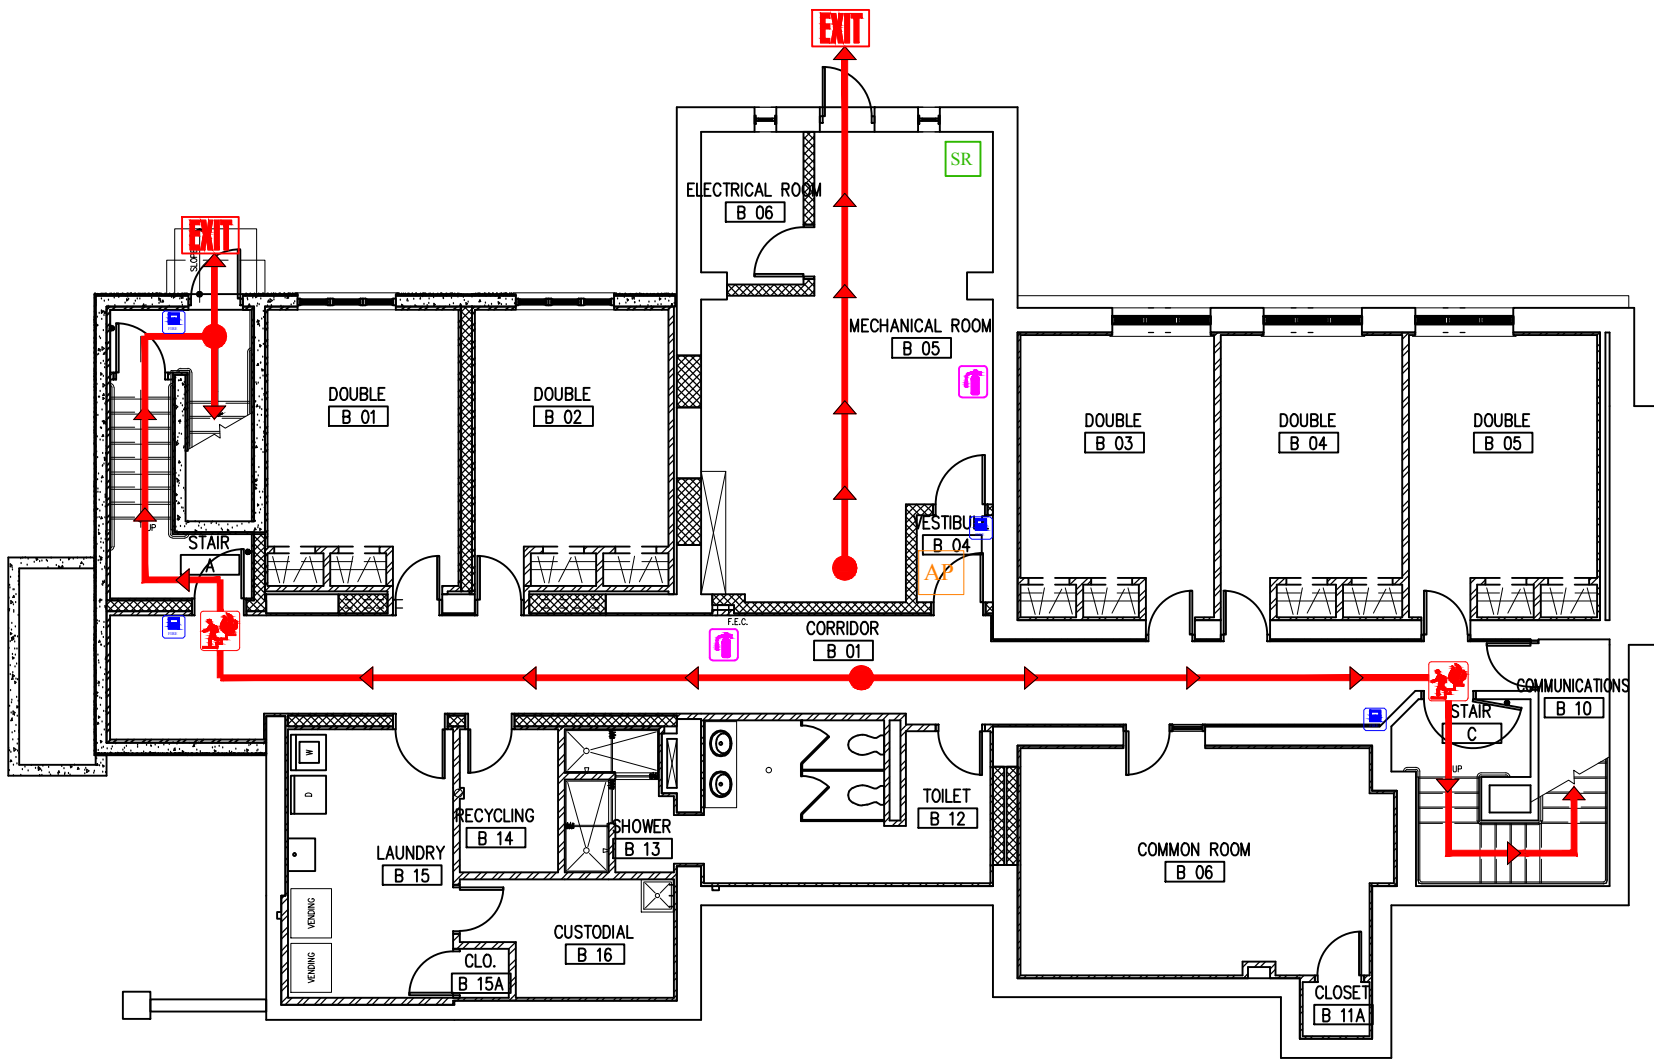 EXIT
SR
ELECTRICAL ROOM
B 06
EXIT
MECHANICAL ROOM
B 05
DOUBLE
B 01
DOUBLE
B 02
DOUBLE
B 03
DOUBLE
B 04
DOUBLE
B 05
UP
STAIR
A
VESTIBUL
B 04
AP
F.E.C.
CORRIDOR
B 01
COMMUNICATIONS
B 10
STAIR
C
UP
W
D
RECYCLING
B 14
SHOWER
B 13
TOILET
B 12
LAUNDRY
B 15
COMMON ROOM
B 06
VENDING
VENDING
CUSTODIAL
B 16
CLO.
B 15A
CLOSET
B 11A